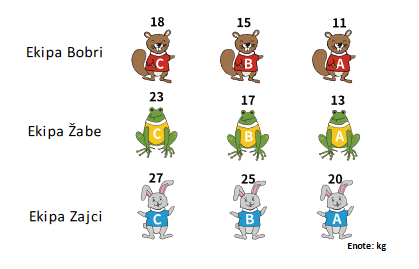 18 15 11
Ekipa Bobri
C B A
23 17 13
Ekipa Žabe
C B A
27 25 20
Ekipa Zajci
C B A
Enote: kg